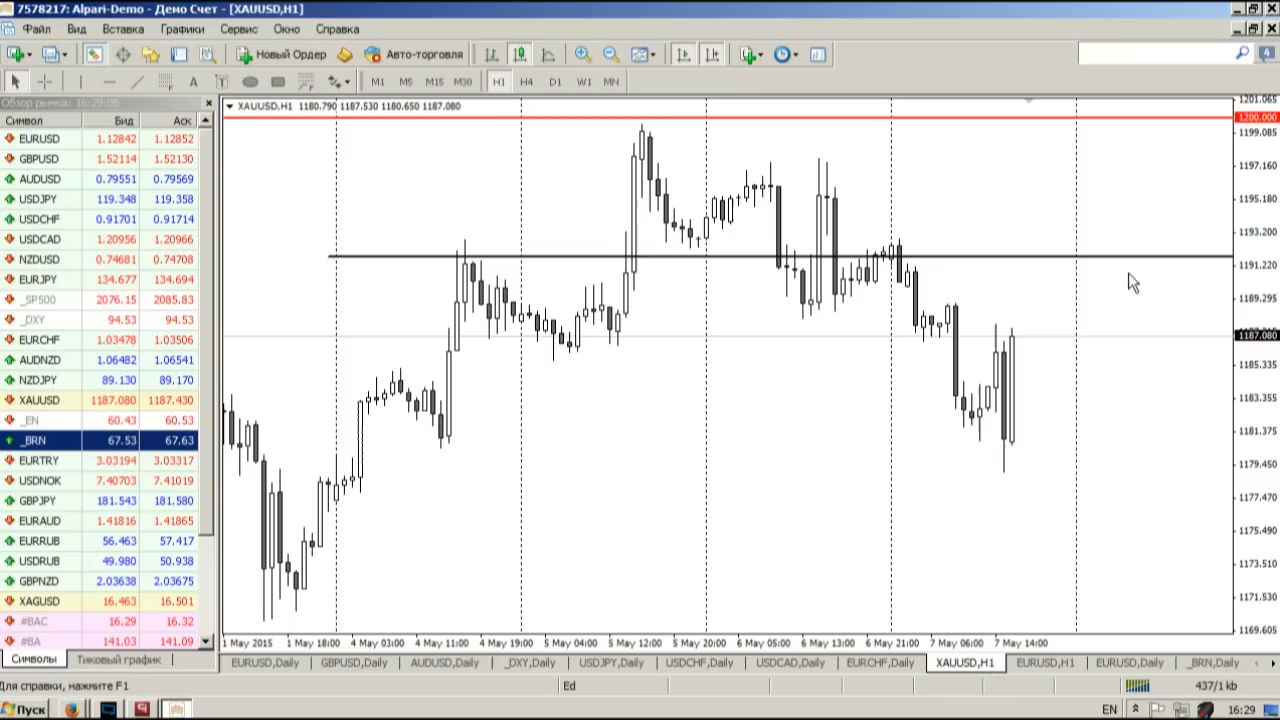 7578217: Alpari-Demo - Демо Счет - [XAUUSD,H1]
Файл Вид Вставка Графики Сервис Окно Справка
Новый Ордер Авто-торговля 4
A T M1 M5 M15 M30 H1 H4 D1 W1 MN
Обзор рынка: 16:29:06
Символ Бид Аск
EURUSD 1.12842 1.12852
GBPUSD 1.52114 1.52130
AUDUSD 0.79551 0.79569
USDJPY 119.348 119.358
USDCHF 0.91701 0.91714
USDCAD 1.20956 1.20966
NZDUSD 0.74681 0.74708
EURJPY 134.677 134.694
_SP500 2076.15 2085.83
_DXY 94.53 94.53
EURCHF 1.03478 1.03506
AUDNZD 1.06482 1.06541
NZDJPY 89.130 89.170
XAUUSD 1187.080 1187.430
_EN 60.43 60.53
_BRN 67.53 67.63
EURTRY 3.03194 3.03317
USDNOK 7.40703 7.41019
GBPJPY 181.543 181.580
EURAUD 1.41816 1.41865
EURRUB 56.463 57.417
USDRUB 49.980 50.938
GBPNZD 2.03638 2.03675
XAGUSD 16.463 16.501
#BAC 16.29 16.32
#BA 141.03 141.09
Символы Тиковый график
XAUUSD,H1 1180.790 1187.530 1180.650 1187.080
1201.065
1200.000
1199.085
1197.160
1195.180
1193.200
1191.220
1189.295
1187.080
1185.335
1183.355
1181.375
1179.450
1177.470
1175.490
1173.510
1171.530
1169.605
1 May 2015 1 May 18:00 4 May 03:00 4 May 11:00 4 May 19:00 5 May 04:00 5 May 12:00 5 May 20:00 6 May 05:00 6 May 13:00 6 May 21:00 7 May 06:00 7 May 14:00
EURUSD,Daily GBPUSD,Daily AUDUSD,Daily _DXY,Daily USDJPY,Daily USDCHF,Daily USDCAD,Daily EURCHF,Daily XAUUSD,H1 EURUSD,H1 EURUSD,Daily _BRN,Daily
Для справки, нажмите F1 Ed 437/1 kb
Пуск EN 16:29